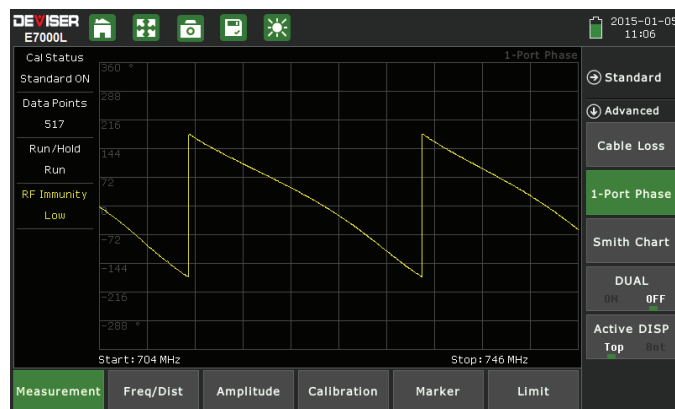 DEVISER
E7000L
2015-01-05
11:06
Cal Status
Standard ON
Data Points
517
Run/Hold
Run
RF Immunity
Low
1-Port Phase
360 °
288
216
144
72
-72
-144
-216
-288 °
Start:704 MHz
Stop:746 MHz
Standard
Advanced
Cable Loss
1-Port Phase
Smith Chart
DUAL
ON OFF
Active DISP
Top Bot
Measurement Freq/Dist Amplitude Calibration Marker Limit